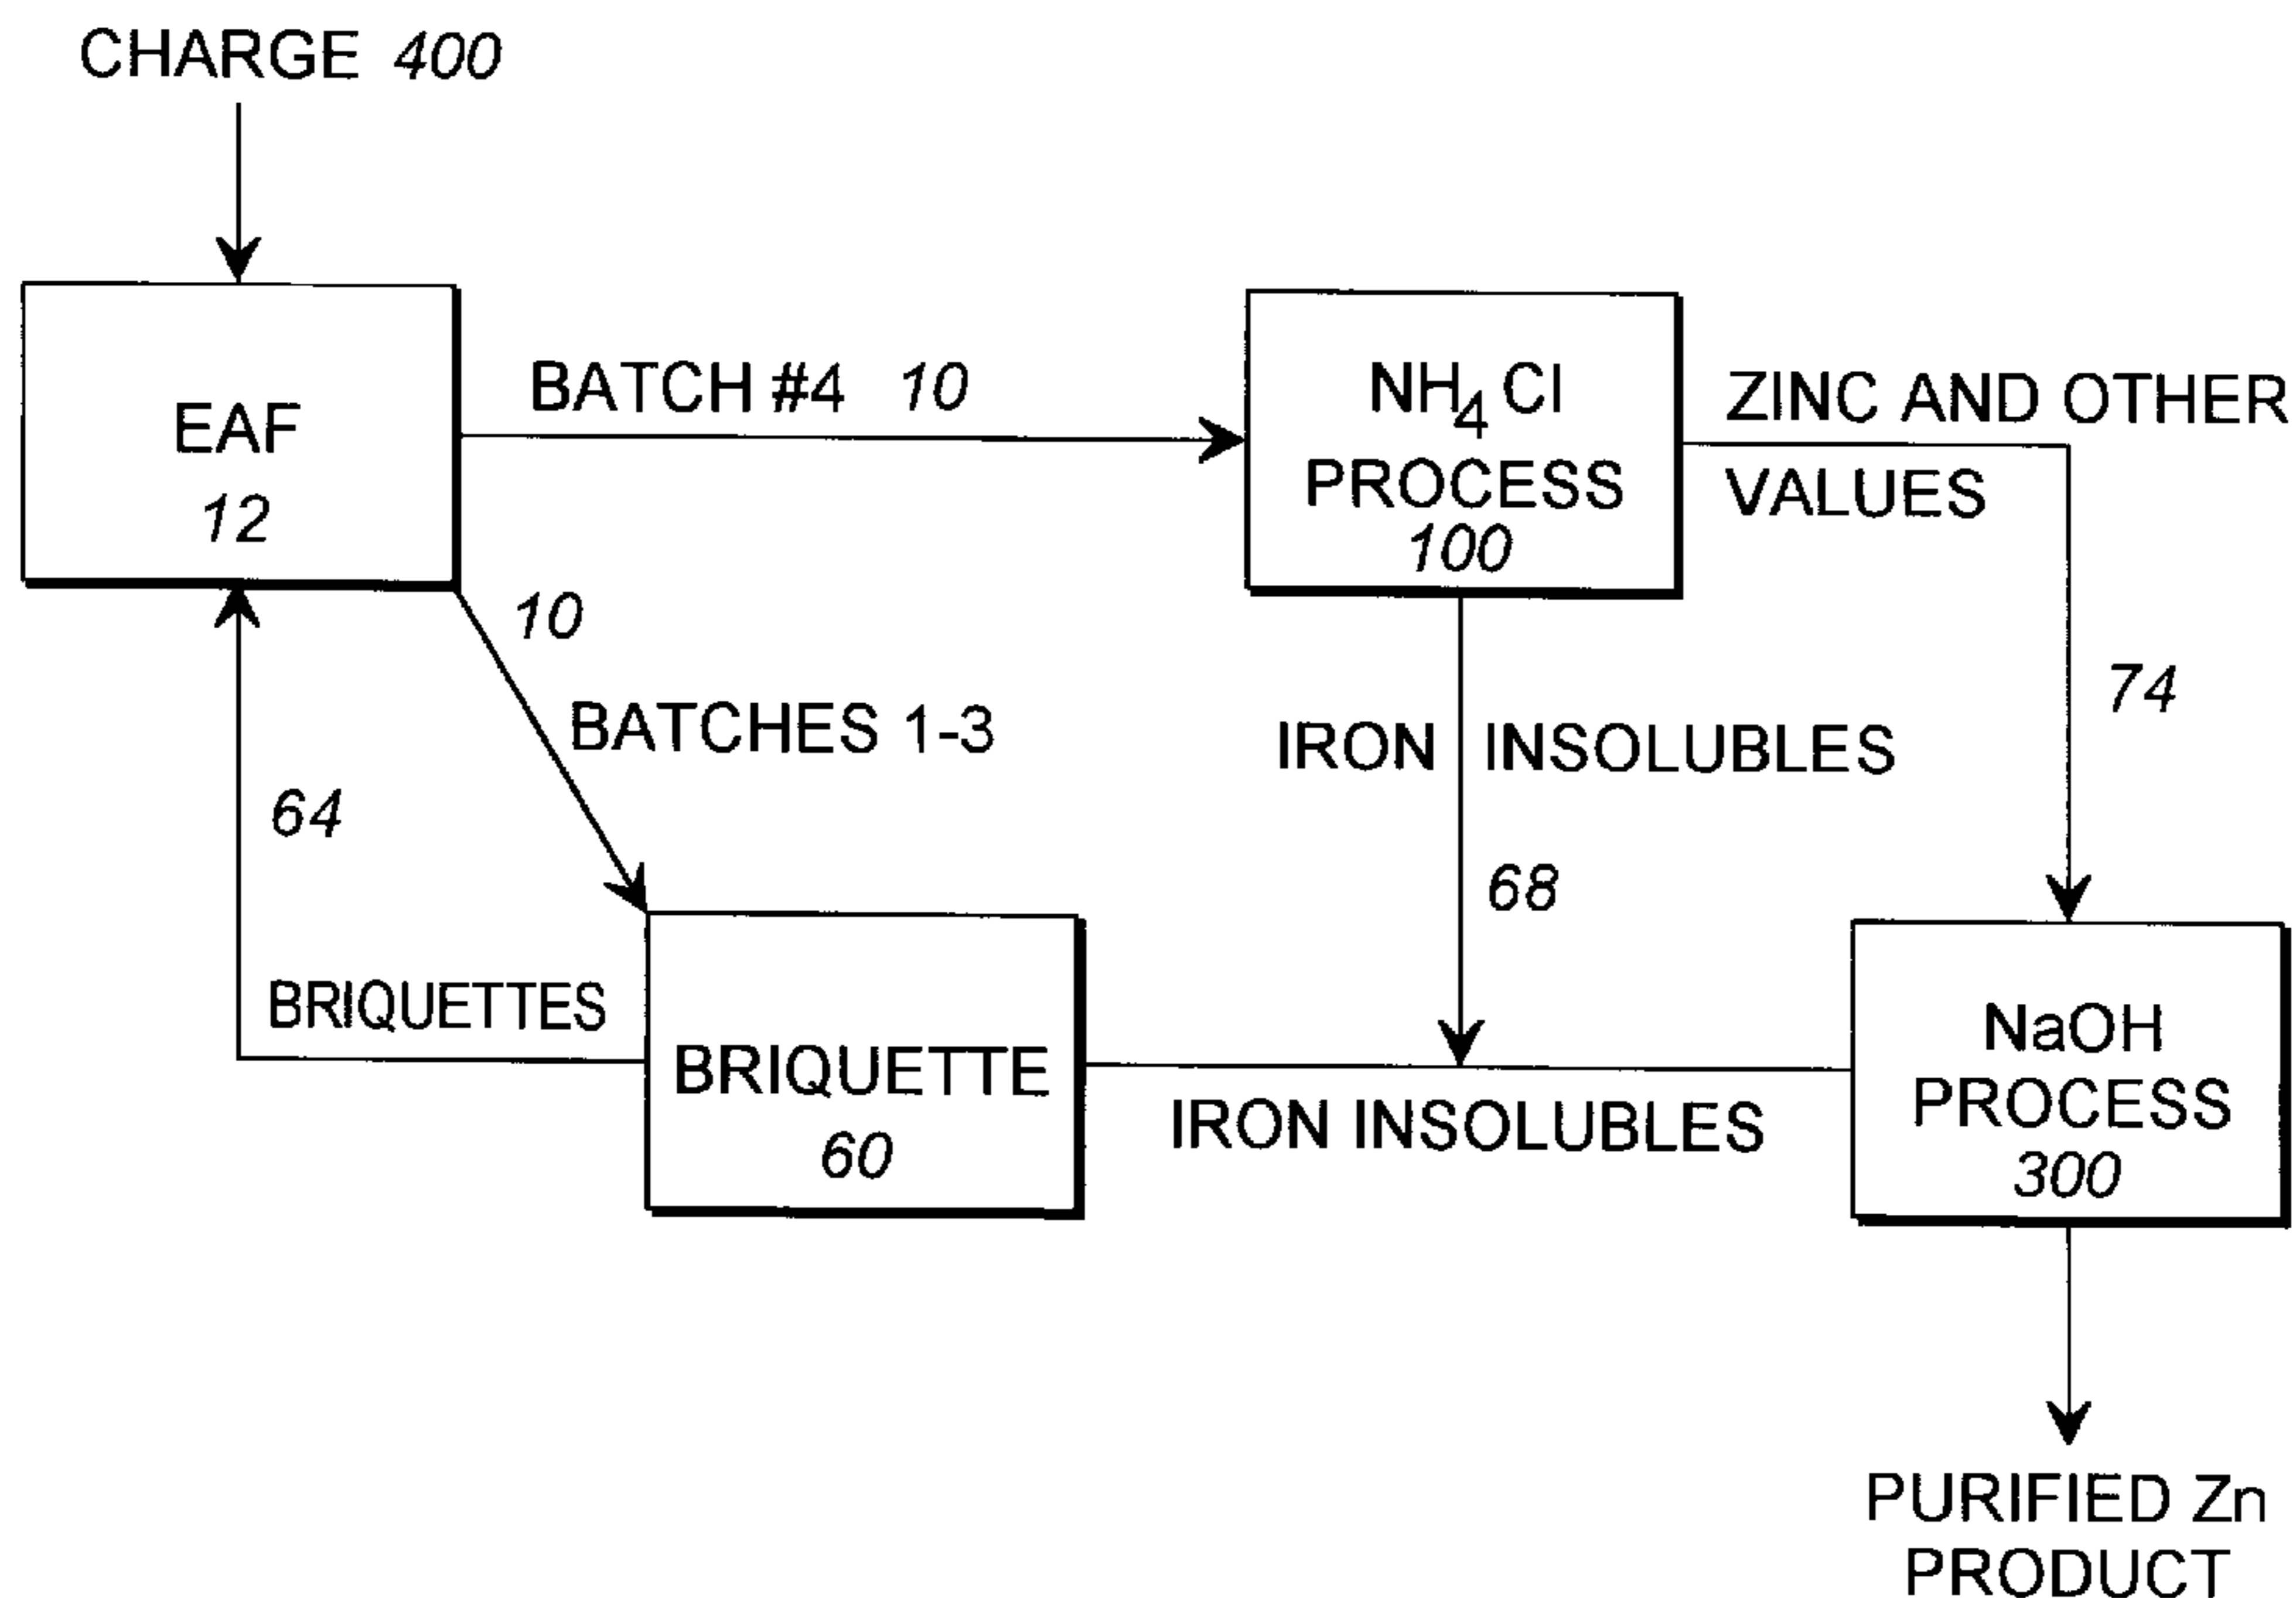 CHARGE 400
EAF
12
BATCH #4 10
NH4 Cl
PROCESS
100
ZINC AND OTHER
VALUES
10
BATCHES 1-3
64
BRIQUETTES
BRIQUETTE
60
IRON INSOLUBLES
68
IRON INSOLUBLES
74
NaOH
PROCESS
300
PURIFIED Zn
PRODUCT